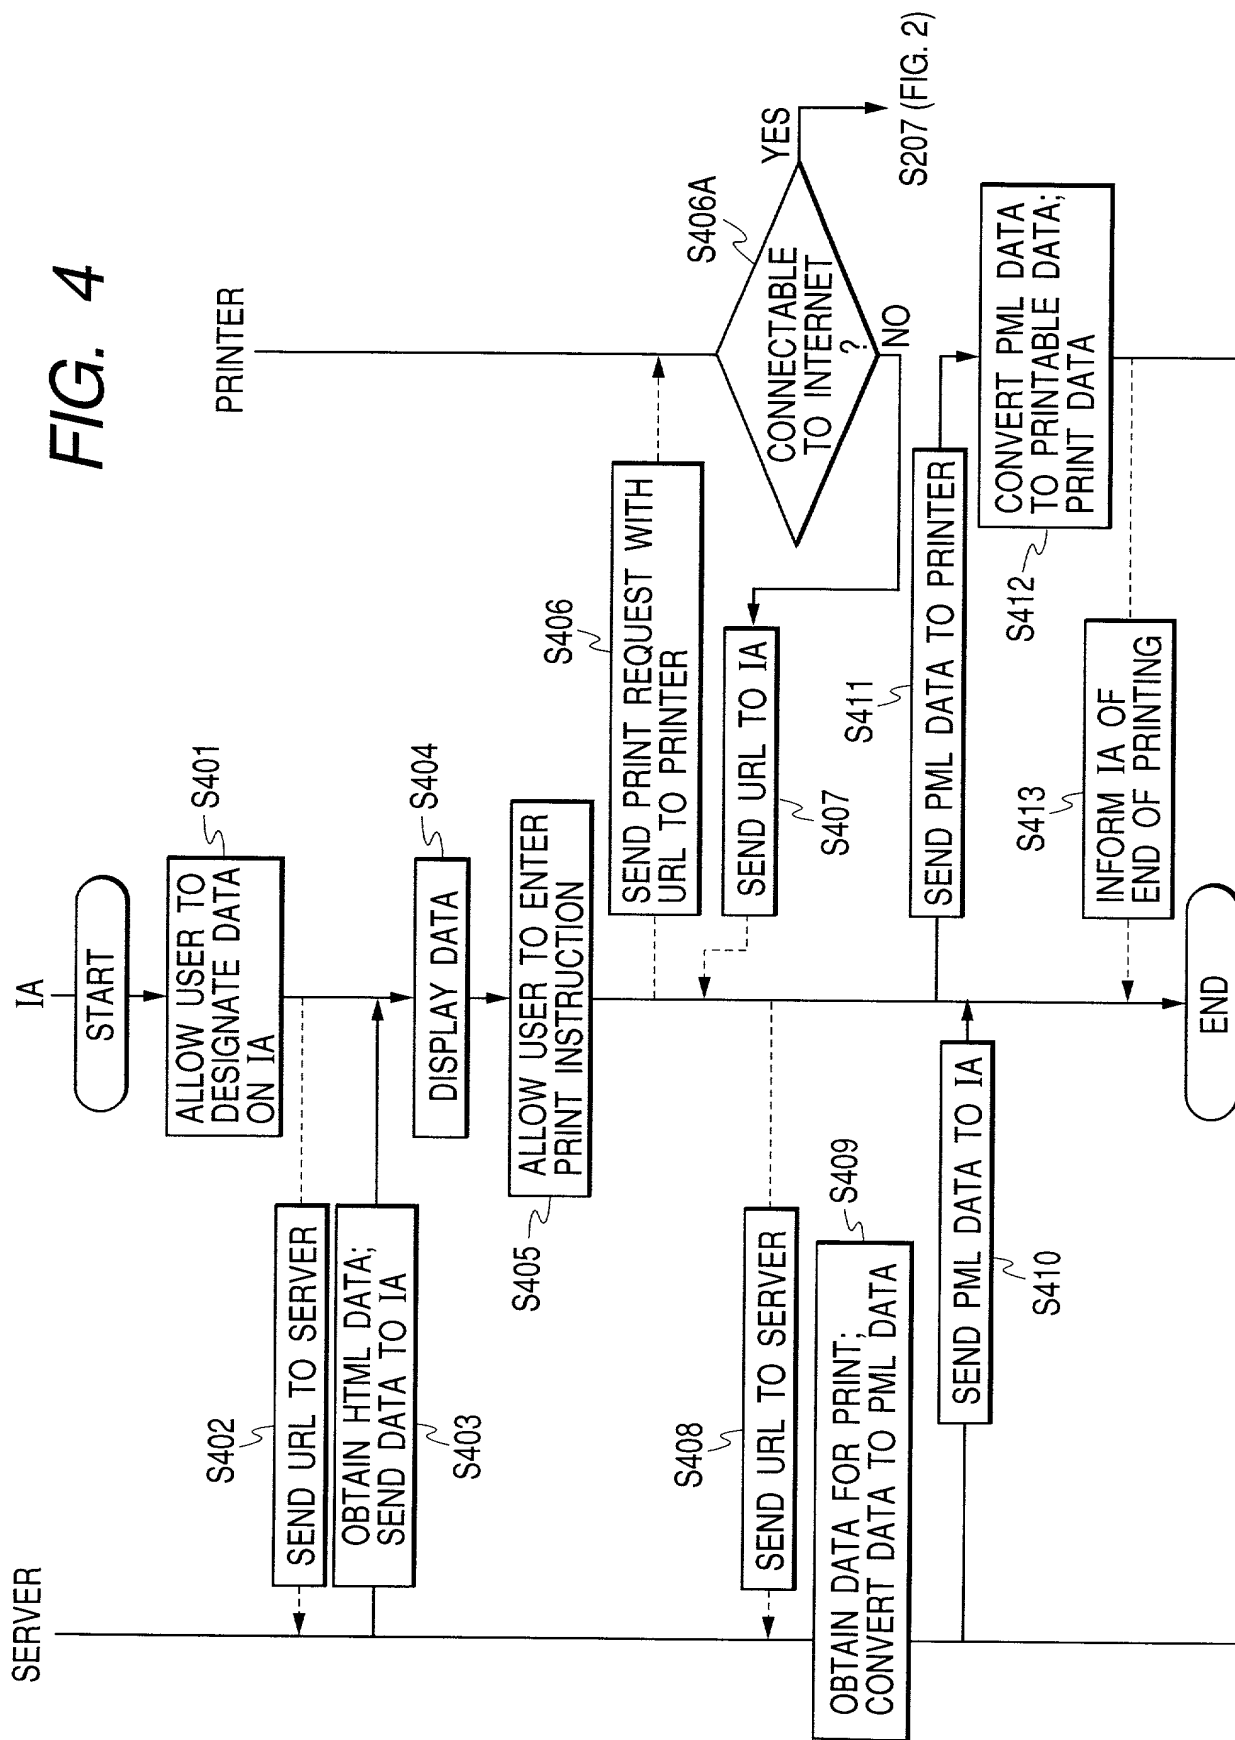 FIG. 4
SERVER
IA
PRINTER
START
ALLOW USER TO
DESIGNATE DATA
ON IA
S401
S402
SEND URL TO SERVER
OBTAIN HTML DATA;
SEND DATA TO IA
S403
DISPLAY DATA
S404
ALLOW USER TO ENTER
PRINT INSTRUCTION
S405
S406
SEND PRINT REQUEST WITH
URL TO PRINTER
S406A
CONNECTABLE
TO INTERNET
?
YES
NO
S207 (FIG. 2)
SEND URL TO IA
S407
S408
SEND URL TO SERVER
OBTAIN DATA FOR PRINT;
CONVERT DATA TO PML DATA
S409
SEND PML DATA TO IA
S410
S411
SEND PML DATA TO PRINTER
CONVERT PML DATA
TO PRINTABLE DATA;
PRINT DATA
S412
S413
INFORM IA OF
END OF PRINTING
END